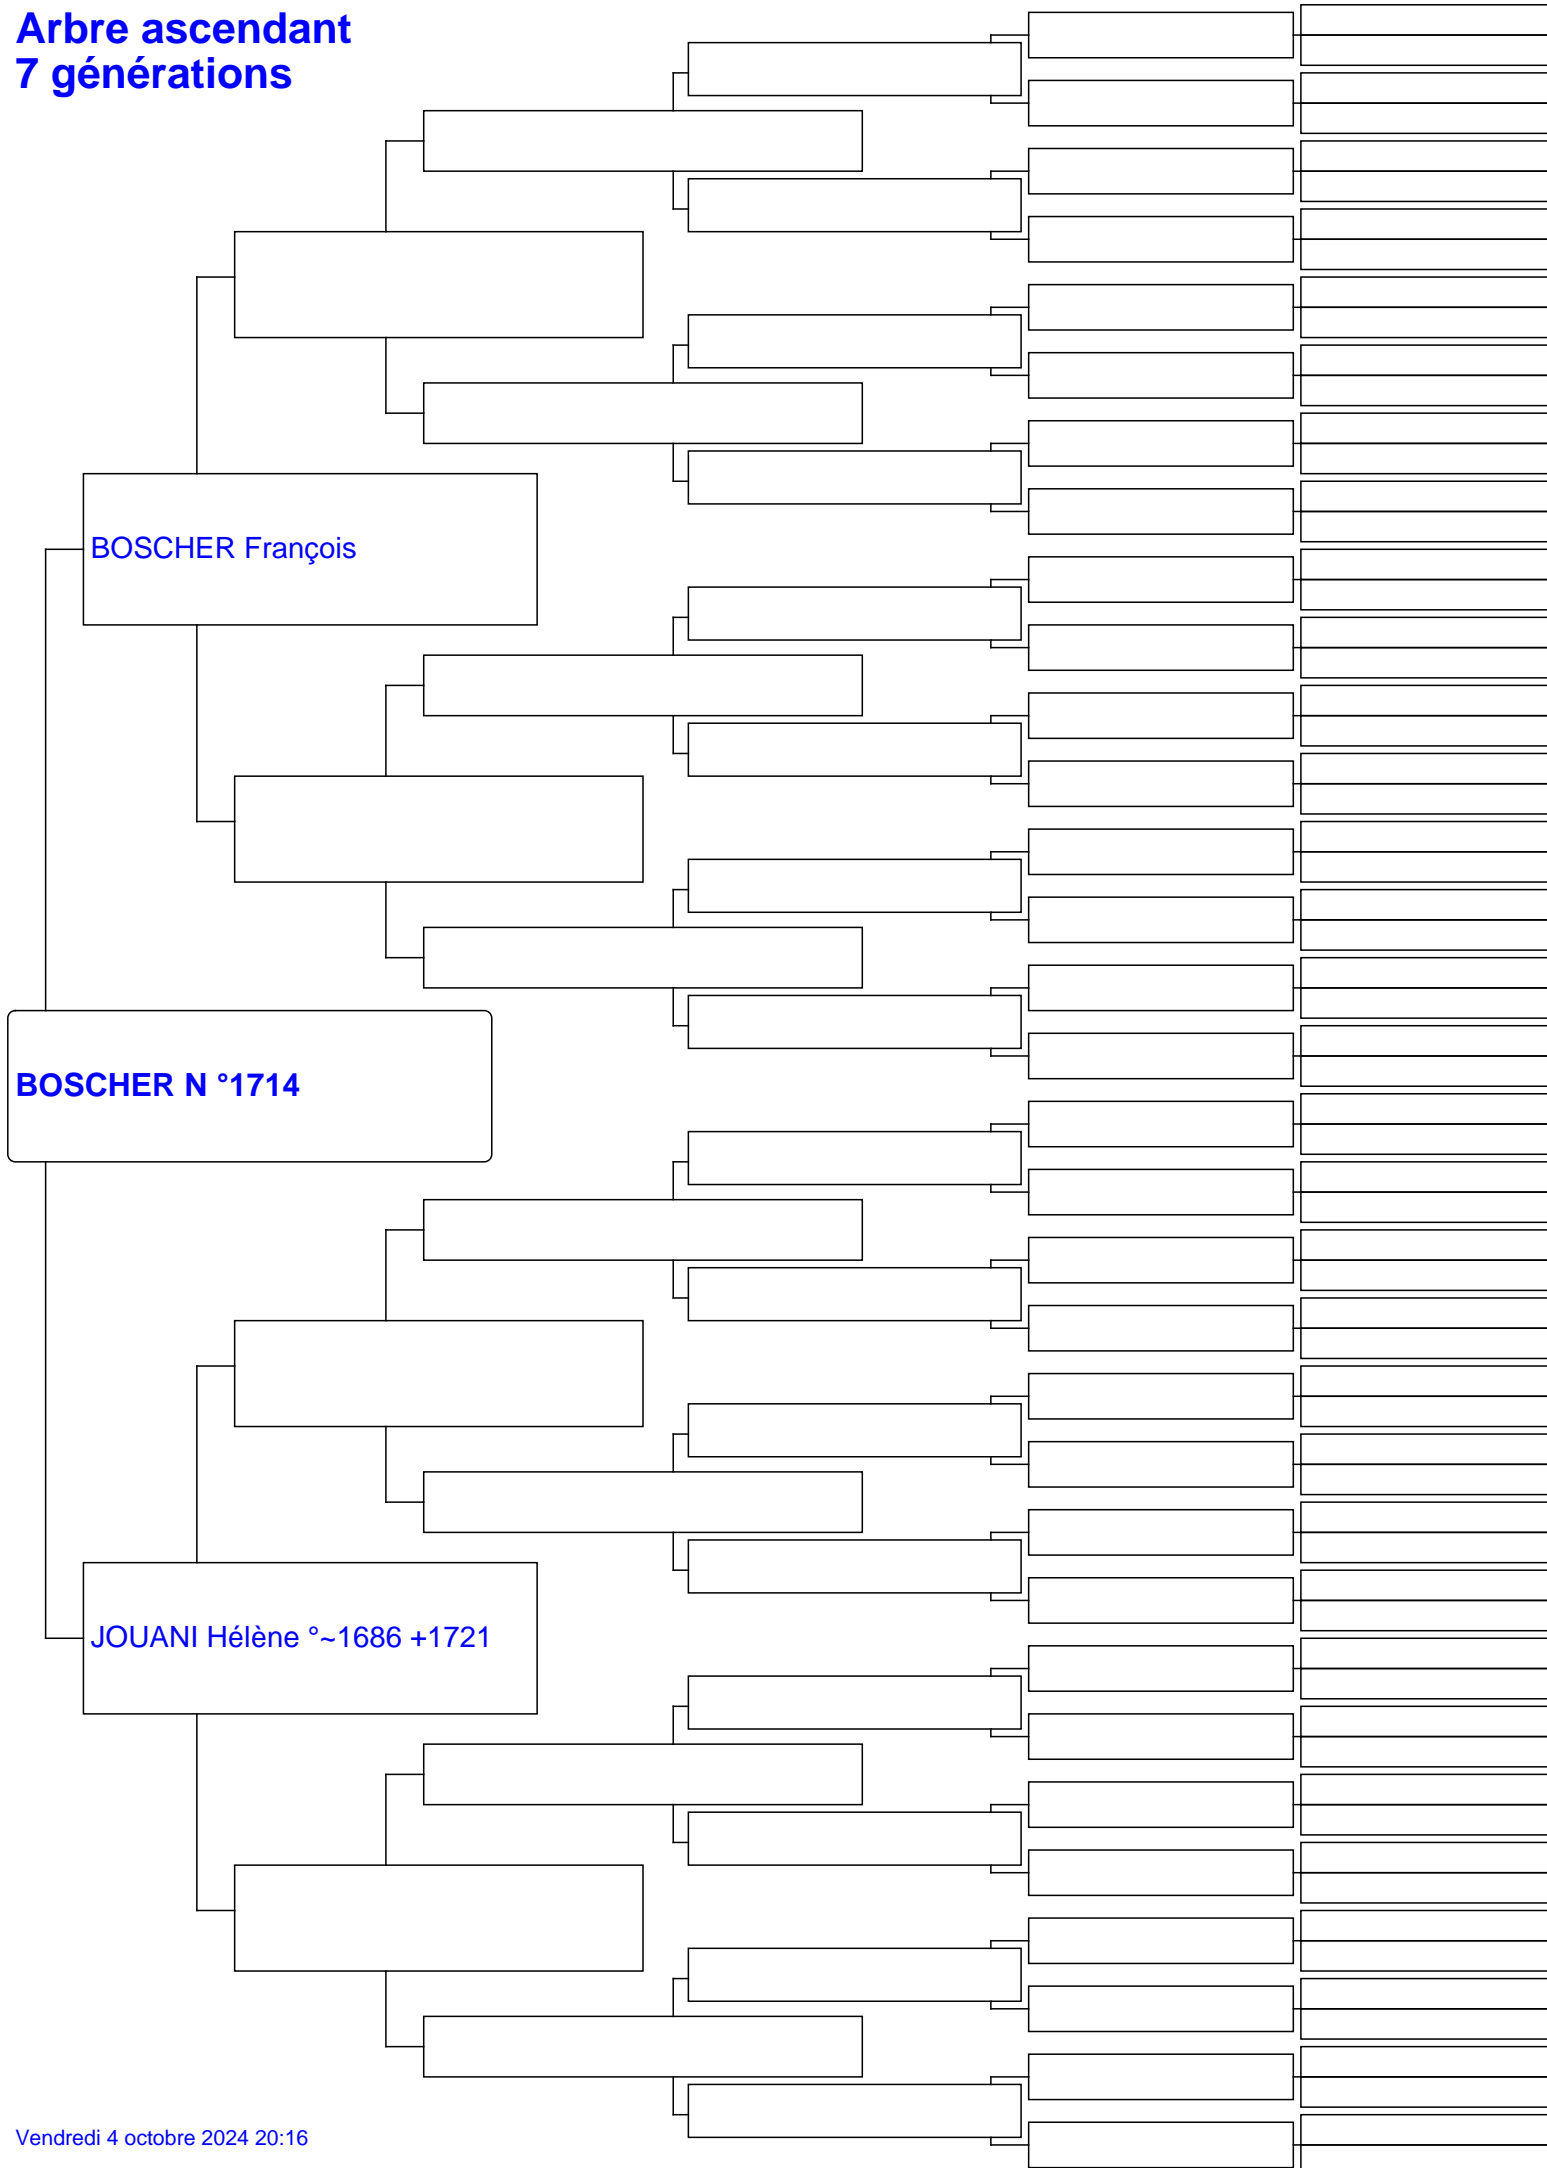 Arbre ascendant
7 générations
BOSCHER François
BOSCHER N °1714
JOUANI Hélène °~1686 +1721
Vendredi 4 octobre 2024 20:16